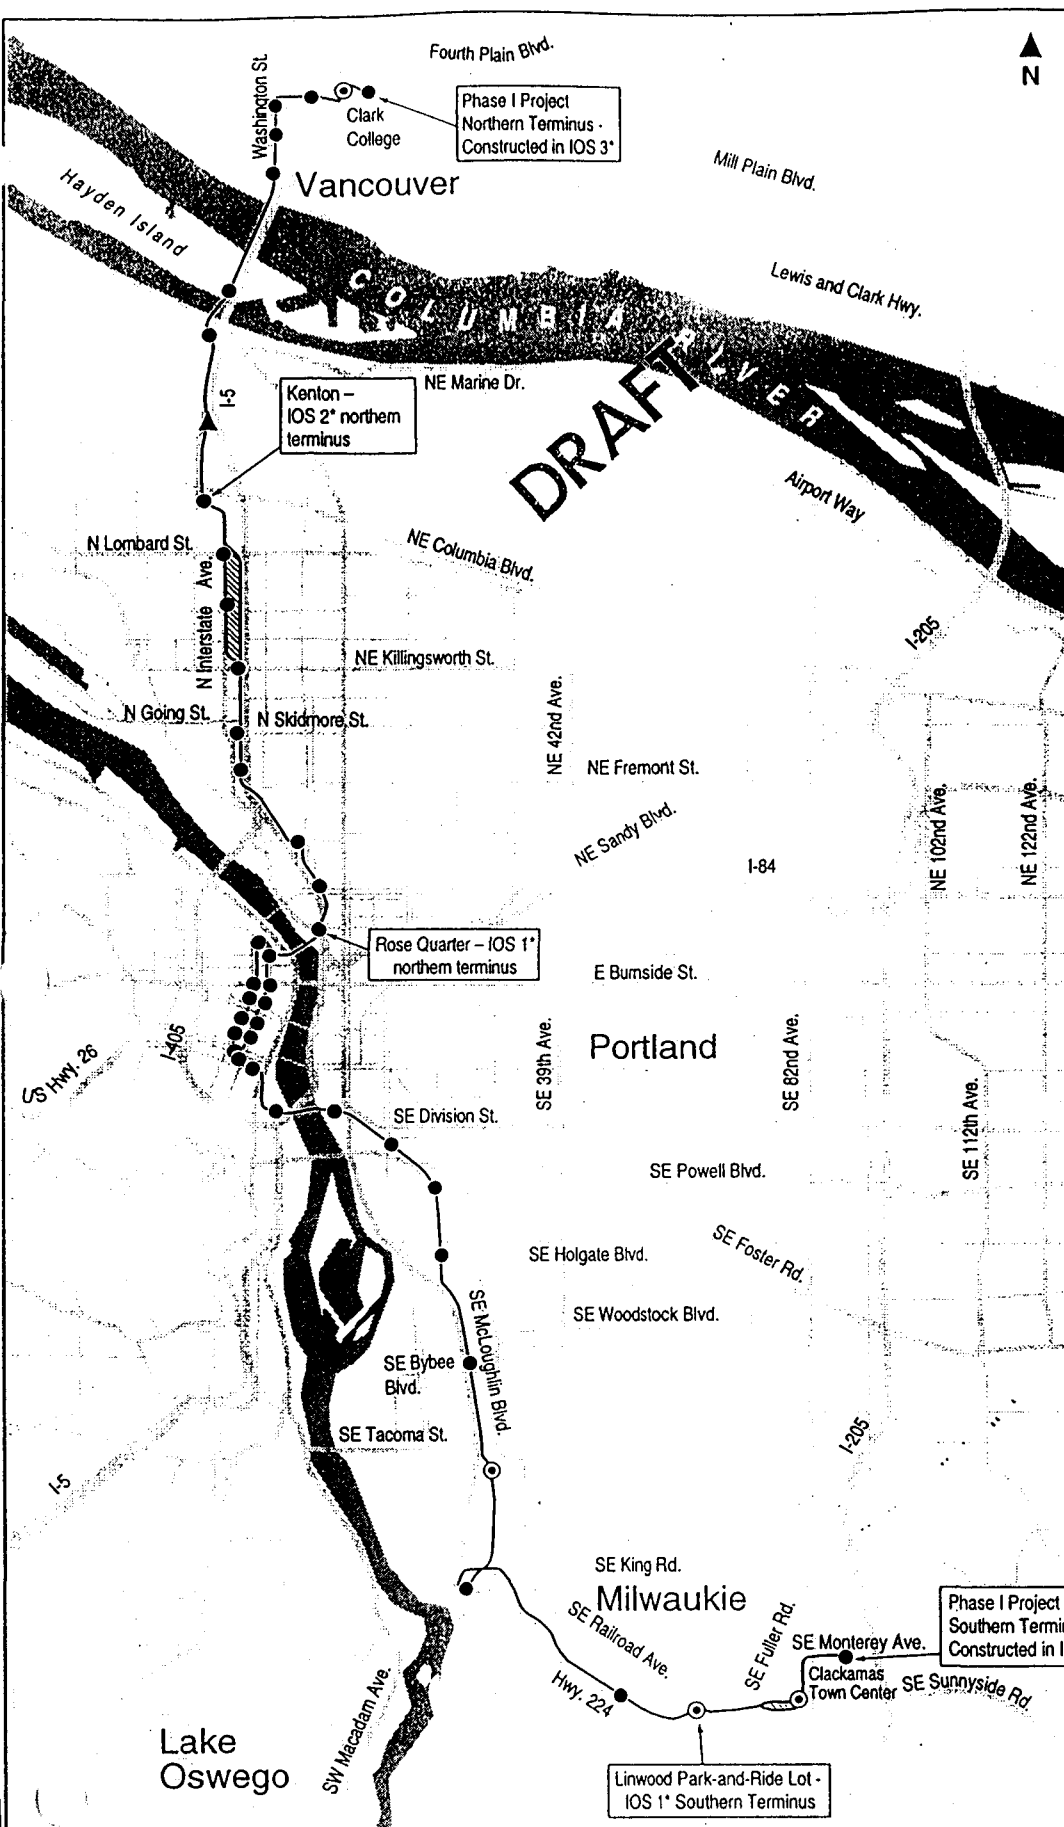 Fourth Plain Blvd.
N
Washington St.
Clark
College
Phase I Project
Northern Terminus -
Constructed in IOS 3*
Mill Plain Blvd.
Vancouver
Hayden Island
Lewis and Clark Hwy.
COLUMBIA RIVER
NE Marine Dr.
DRAFT
I-5
Kenton –
IOS 2* northern
terminus
Airport Way
N Lombard St.
NE Columbia Blvd.
N Interstate Ave.
I-205
NE Killingsworth St.
N Going St.
N Skidmore St.
NE 42nd Ave.
NE Fremont St.
NE Sandy Blvd.
NE 102nd Ave.
NE 122nd Ave.
I-84
Rose Quarter – IOS 1*
northern terminus
E Burnside St.
I-405
US Hwy. 26
SE 39th Ave.
Portland
SE 82nd Ave.
SE Division St.
SE 112th Ave.
SE Powell Blvd.
SE Holgate Blvd.
SE Foster Rd.
SE Woodstock Blvd.
SE McLoughlin Blvd.
SE Bybee
Blvd.
SE Tacoma St.
I-205
I-5
SE King Rd.
Milwaukie
SE Railroad Ave.
SE Fuller Rd.
Phase I Project
Southern Termi
Constructed in I
SE Monterey Ave.
Clackamas
Town Center
SE Sunnyside Rd.
Hwy. 224
SW Macadam Ave.
Lake
Oswego
Linwood Park-and-Ride Lot -
IOS 1* Southern Terminus